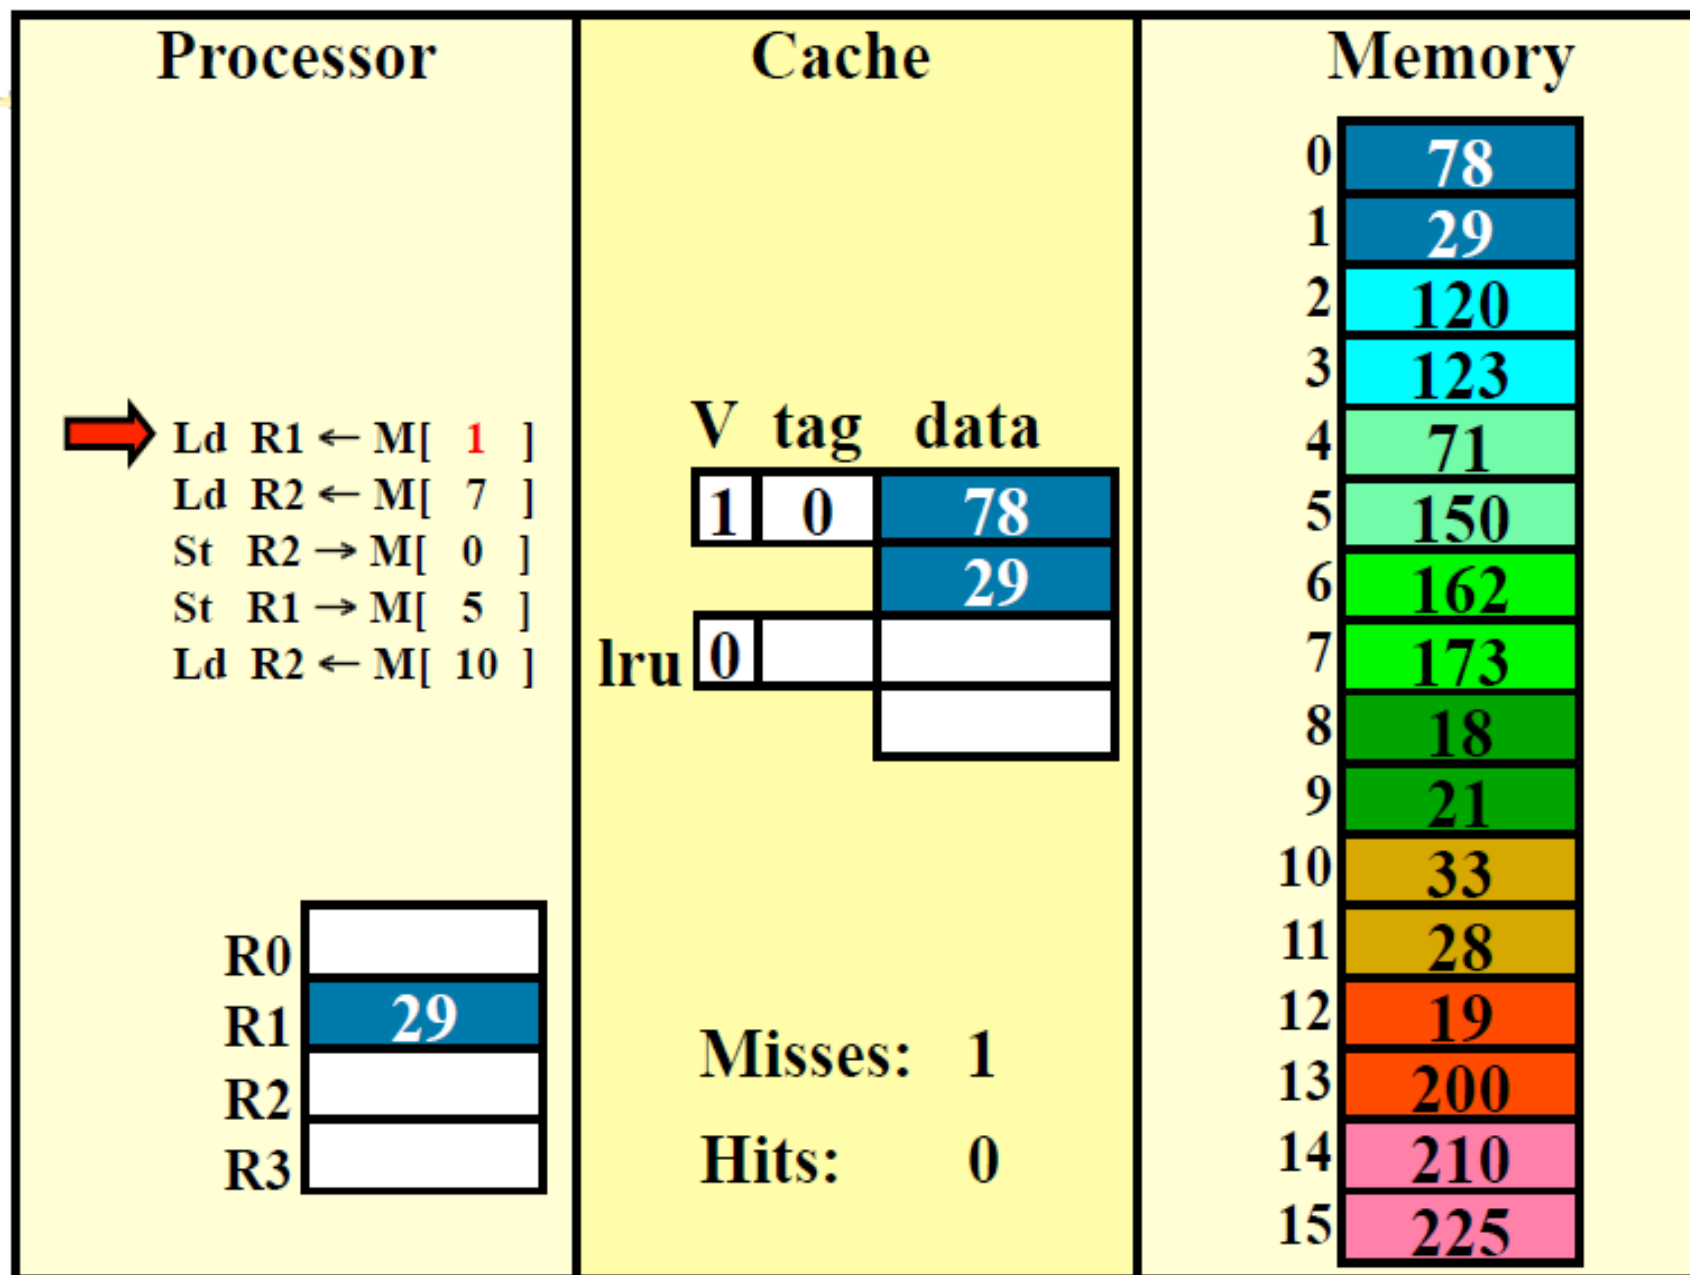 Processor
Ld R1 ← M[ 1 ]
Ld R2 ← M[ 7 ]
St R2 → M[ 0 ]
St R1 → M[ 5 ]
Ld R2 ← M[ 10 ]
R0
R1 29
R2
R3
Cache
V tag data
1 0 78
29
lru 0
Misses: 1
Hits: 0
Memory
0 78
1 29
2 120
3 123
4 71
5 150
6 162
7 173
8 18
9 21
10 33
11 28
12 19
13 200
14 210
15 225